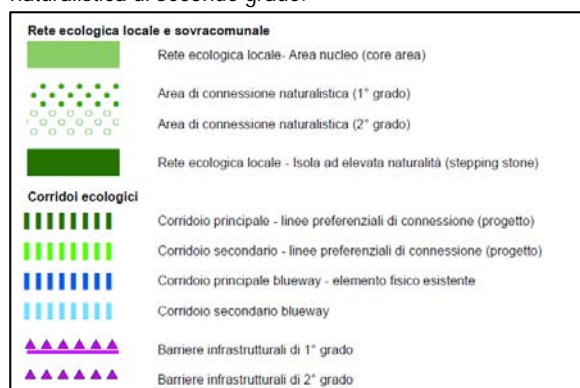 naturalistica di secondo grado.
Rete ecologica locale e sovracomunale
Rete ecologica locale- Area nucleo (core area)
Area di connessione naturalistica (1° grado)
Area di connessione naturalistica (2° grado)
Rete ecologica locale - Isola ad elevata naturalità (stepping stone)
Corridoi ecologici
Corridoio principale - linee preferenziali di connessione (progetto)
Corridoio secondario - linee preferenziali di connessione (progetto)
Corridoio principale blueway - elemento fisico esistente
Corridoio secondario blueway
Barriere infrastrutturali di 1° grado
Barriere infrastrutturali di 2° grado